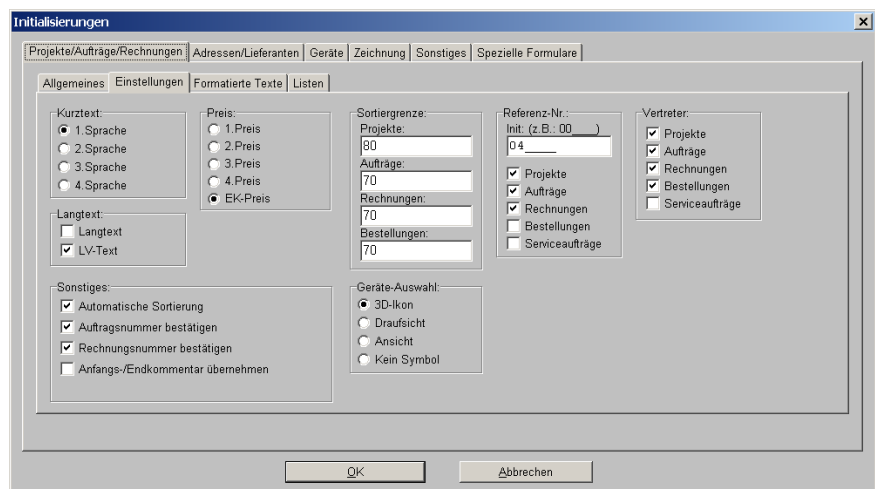 Initialisierungen
Projekte/Aufträge/Rechnungen Adressen/Lieferanten Geräte Zeichnung Sonstiges Spezielle Formulare
Allgemeines Einstellungen Formatierte Texte Listen
Kurztext:
1.Sprache
2.Sprache
3.Sprache
4.Sprache
Langtext:
Langtext
LV-Text
Preis:
1.Preis
2.Preis
3.Preis
4.Preis
EK-Preis
Sortiergrenze:
Projekte:
80
Aufträge:
70
Rechnungen:
70
Bestellungen:
70
Referenz-Nr.:
Init: (z.B.: 00____)
04_____
Projekte
Aufträge
Rechnungen
Bestellungen
Serviceaufträge
Vertreter:
Projekte
Aufträge
Rechnungen
Bestellungen
Serviceaufträge
Sonstiges:
Automatische Sortierung
Auftragsnummer bestätigen
Rechnungsnummer bestätigen
Anfangs-/Endkommentar übernehmen
Geräte-Auswahl:
3D-Ikon
Draufsicht
Ansicht
Kein Symbol
OK Abbrechen